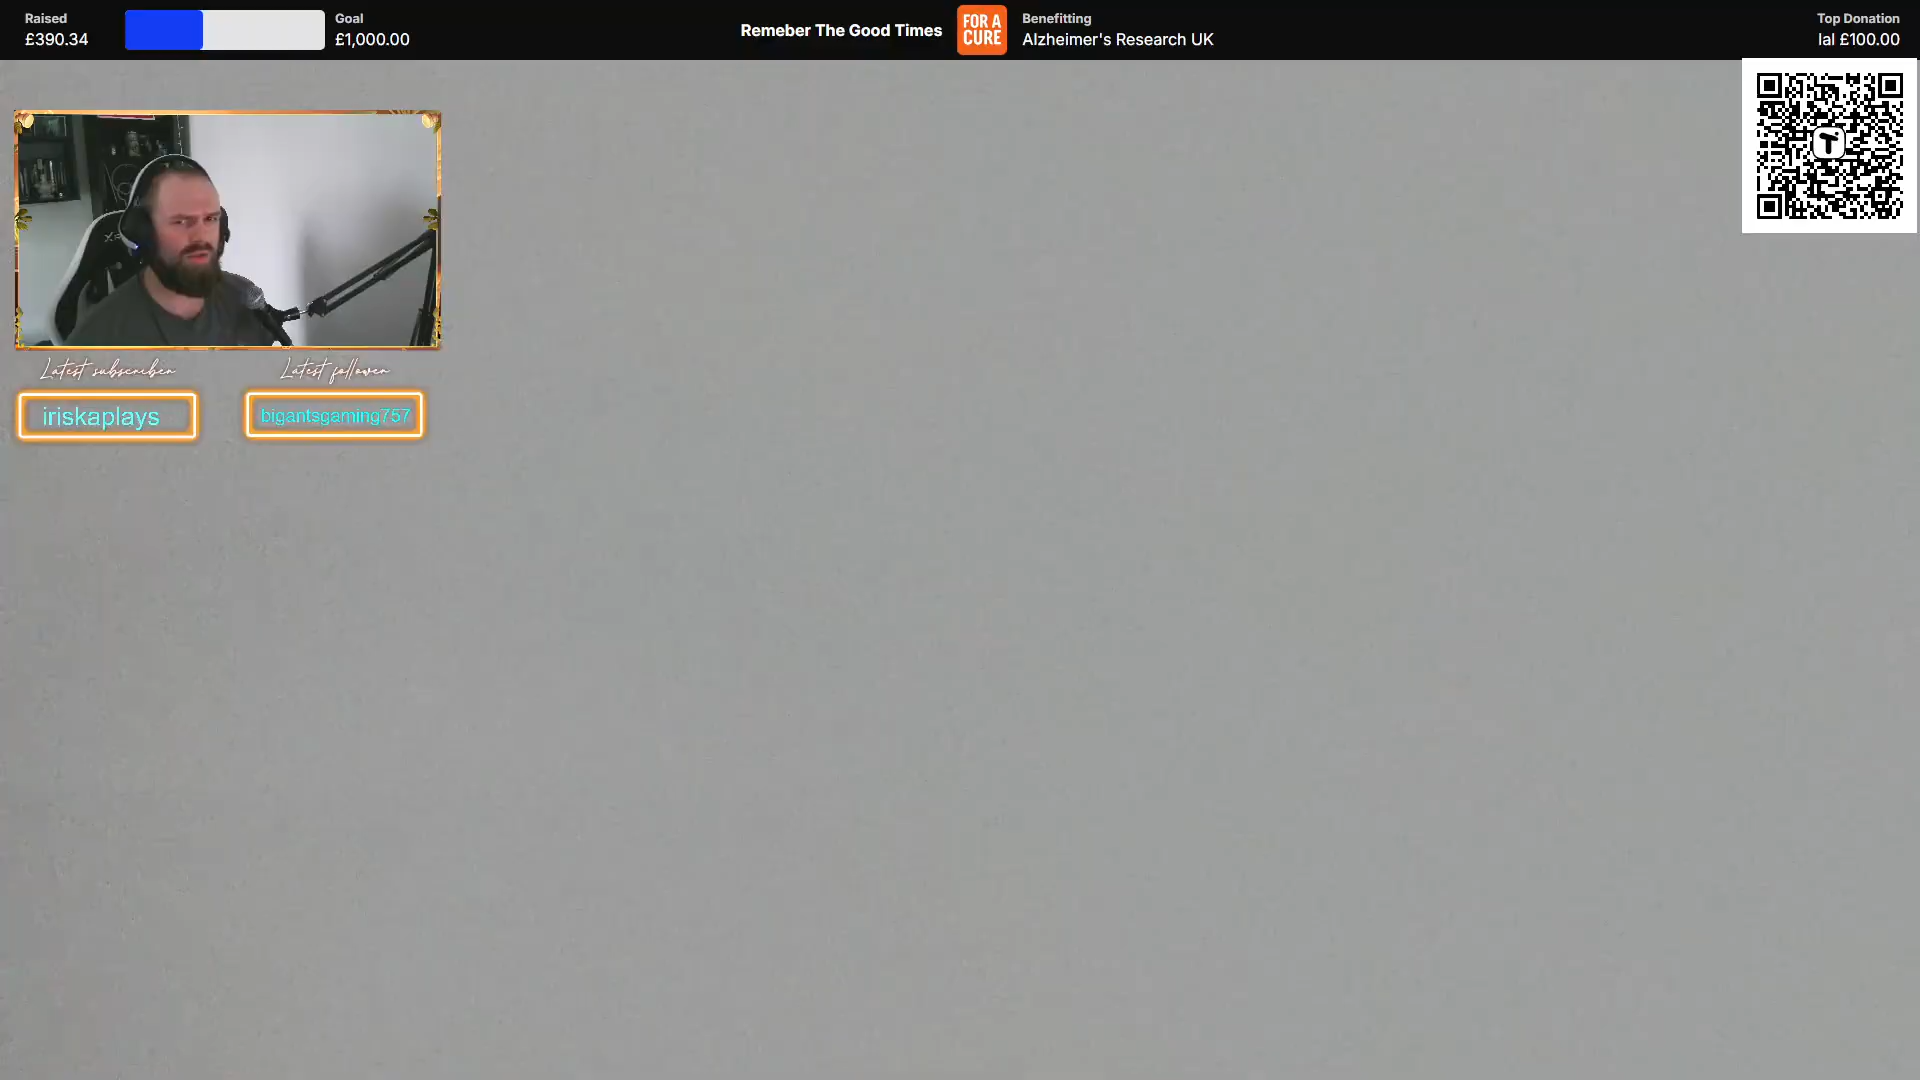 Raised
£390.34
Goal
£1,000.00
Remeber The Good Times
FOR A
CURE
Benefitting
Alzheimer's Research UK
Top Donation
lal £100.00
Latest subscriber
Latest follower
iriskaplays
bigantsgaming757